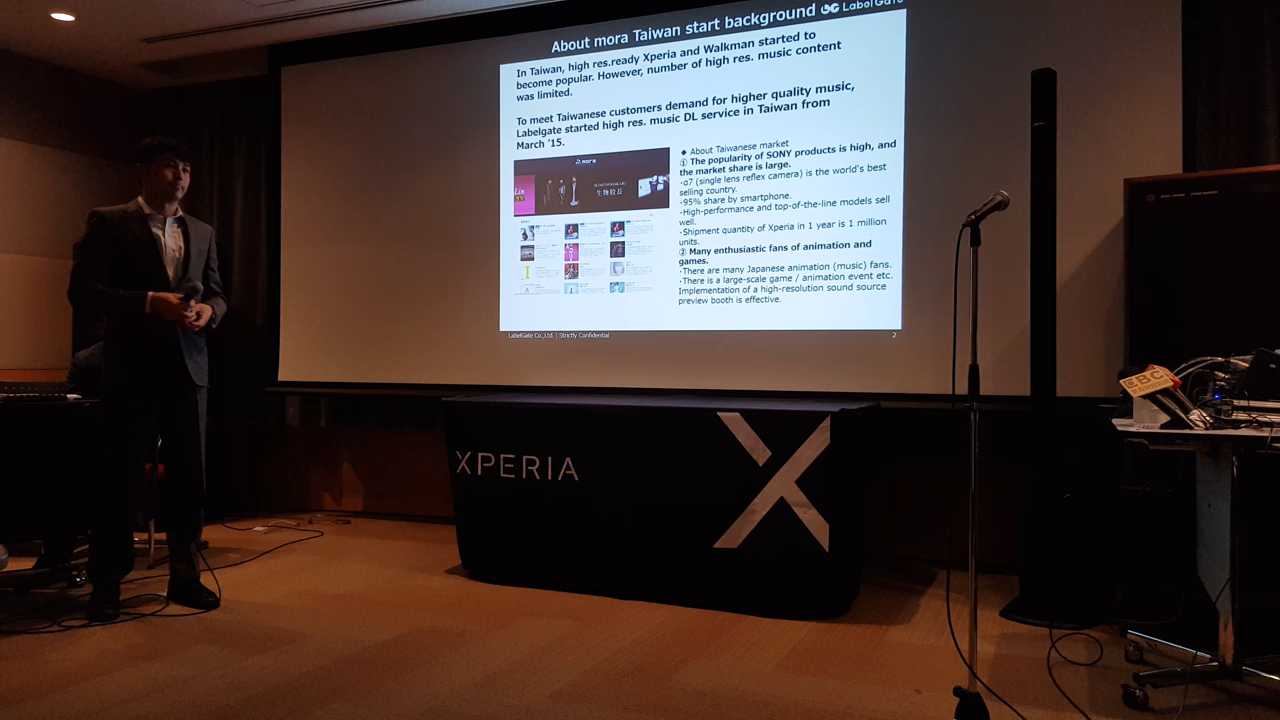 About mora Taiwan start background
LabelGate
In Taiwan, high res.ready Xperia and Walkman started to
become popular. However, number of high res. music content
was limited.
To meet Taiwanese customers demand for higher quality music,
Labelgate started high res. music DL service in Taiwan from
March '15.
mora
Lin
生物股長
◆ About Taiwanese market
① The popularity of SONY products is high, and
the market share is large.
・α7 (single lens reflex camera) is the world's best
selling country.
・95% share by smartphone.
・High-performance and top-of-the-line models sell
well.
・Shipment quantity of Xperia in 1 year is 1 million
units.
② Many enthusiastic fans of animation and
games.
・There are many Japanese animation (music) fans.
・There is a large-scale game / animation event etc.
Implementation of a high-resolution sound source
preview booth is effective.
LabelGate Co.,Ltd. | Strictly Confidential
2
XPERIA
X
EBC